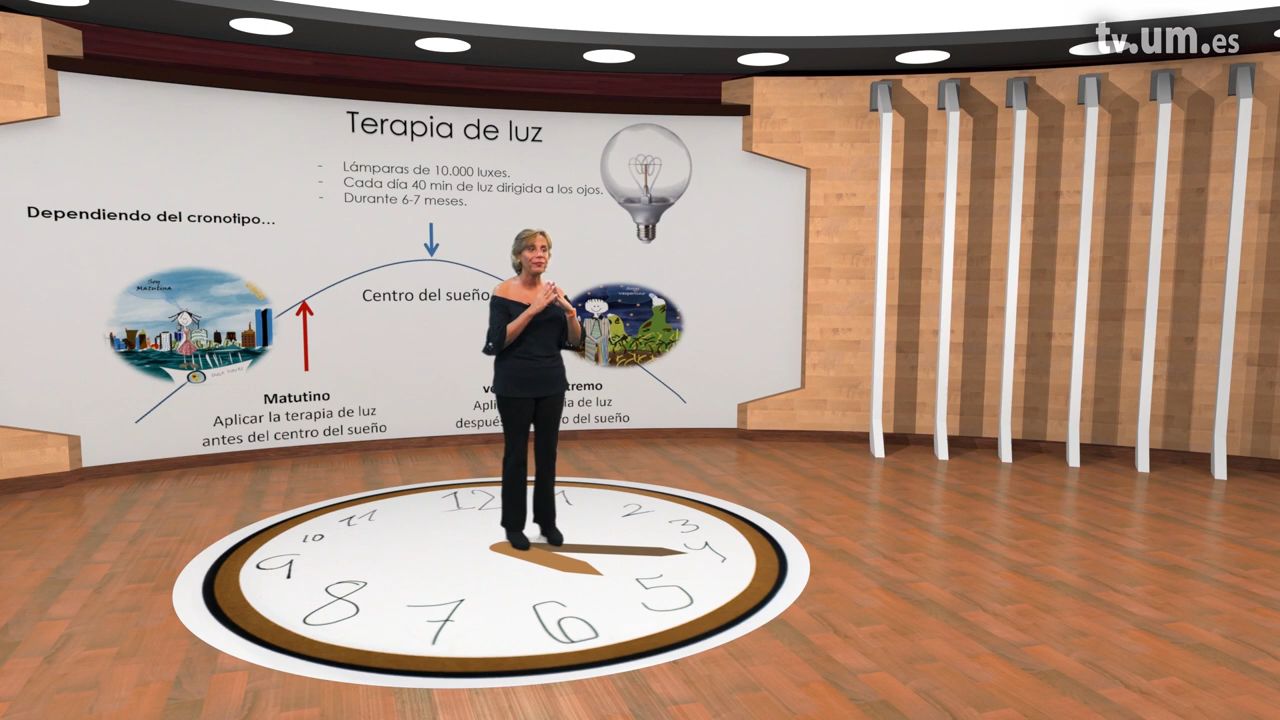 tv.um.es
Terapia de luz
- Lámparas de 10.000 luxes.
- Cada día 40 min de luz dirigida a los ojos.
- Durante 6-7 meses.
Dependiendo del cronotipo...
Soy
Matutina
Centro del sueño
Matutino
Aplicar la terapia de luz
antes del centro del sueño
tremo
de luz
después o del sueño
12
1
2
3
4
5
6
7
8
9
10
11